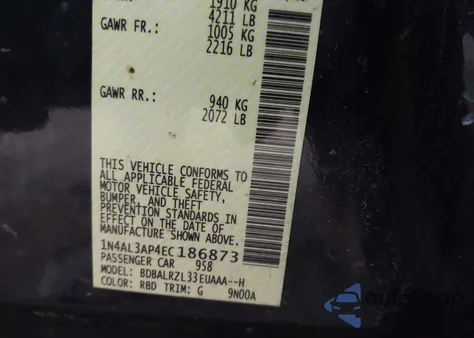 1910 KG
4211 LB
GAWR FR.: 1005 KG
2216 LB
GAWR RR.: 940 KG
2072 LB
THIS VEHICLE CONFORMS TO
ALL APPLICABLE FEDERAL
MOTOR VEHICLE SAFETY,
BUMPER, AND THEFT
PREVENTION STANDARDS IN
EFFECT ON THE DATE OF
MANUFACTURE SHOWN ABOVE.
1N4AL3AP4EC186873
PASSENGER CAR 958
MODEL: BDBALRZL33EUAAA--H
COLOR: RBD TRIM: G 9N00A